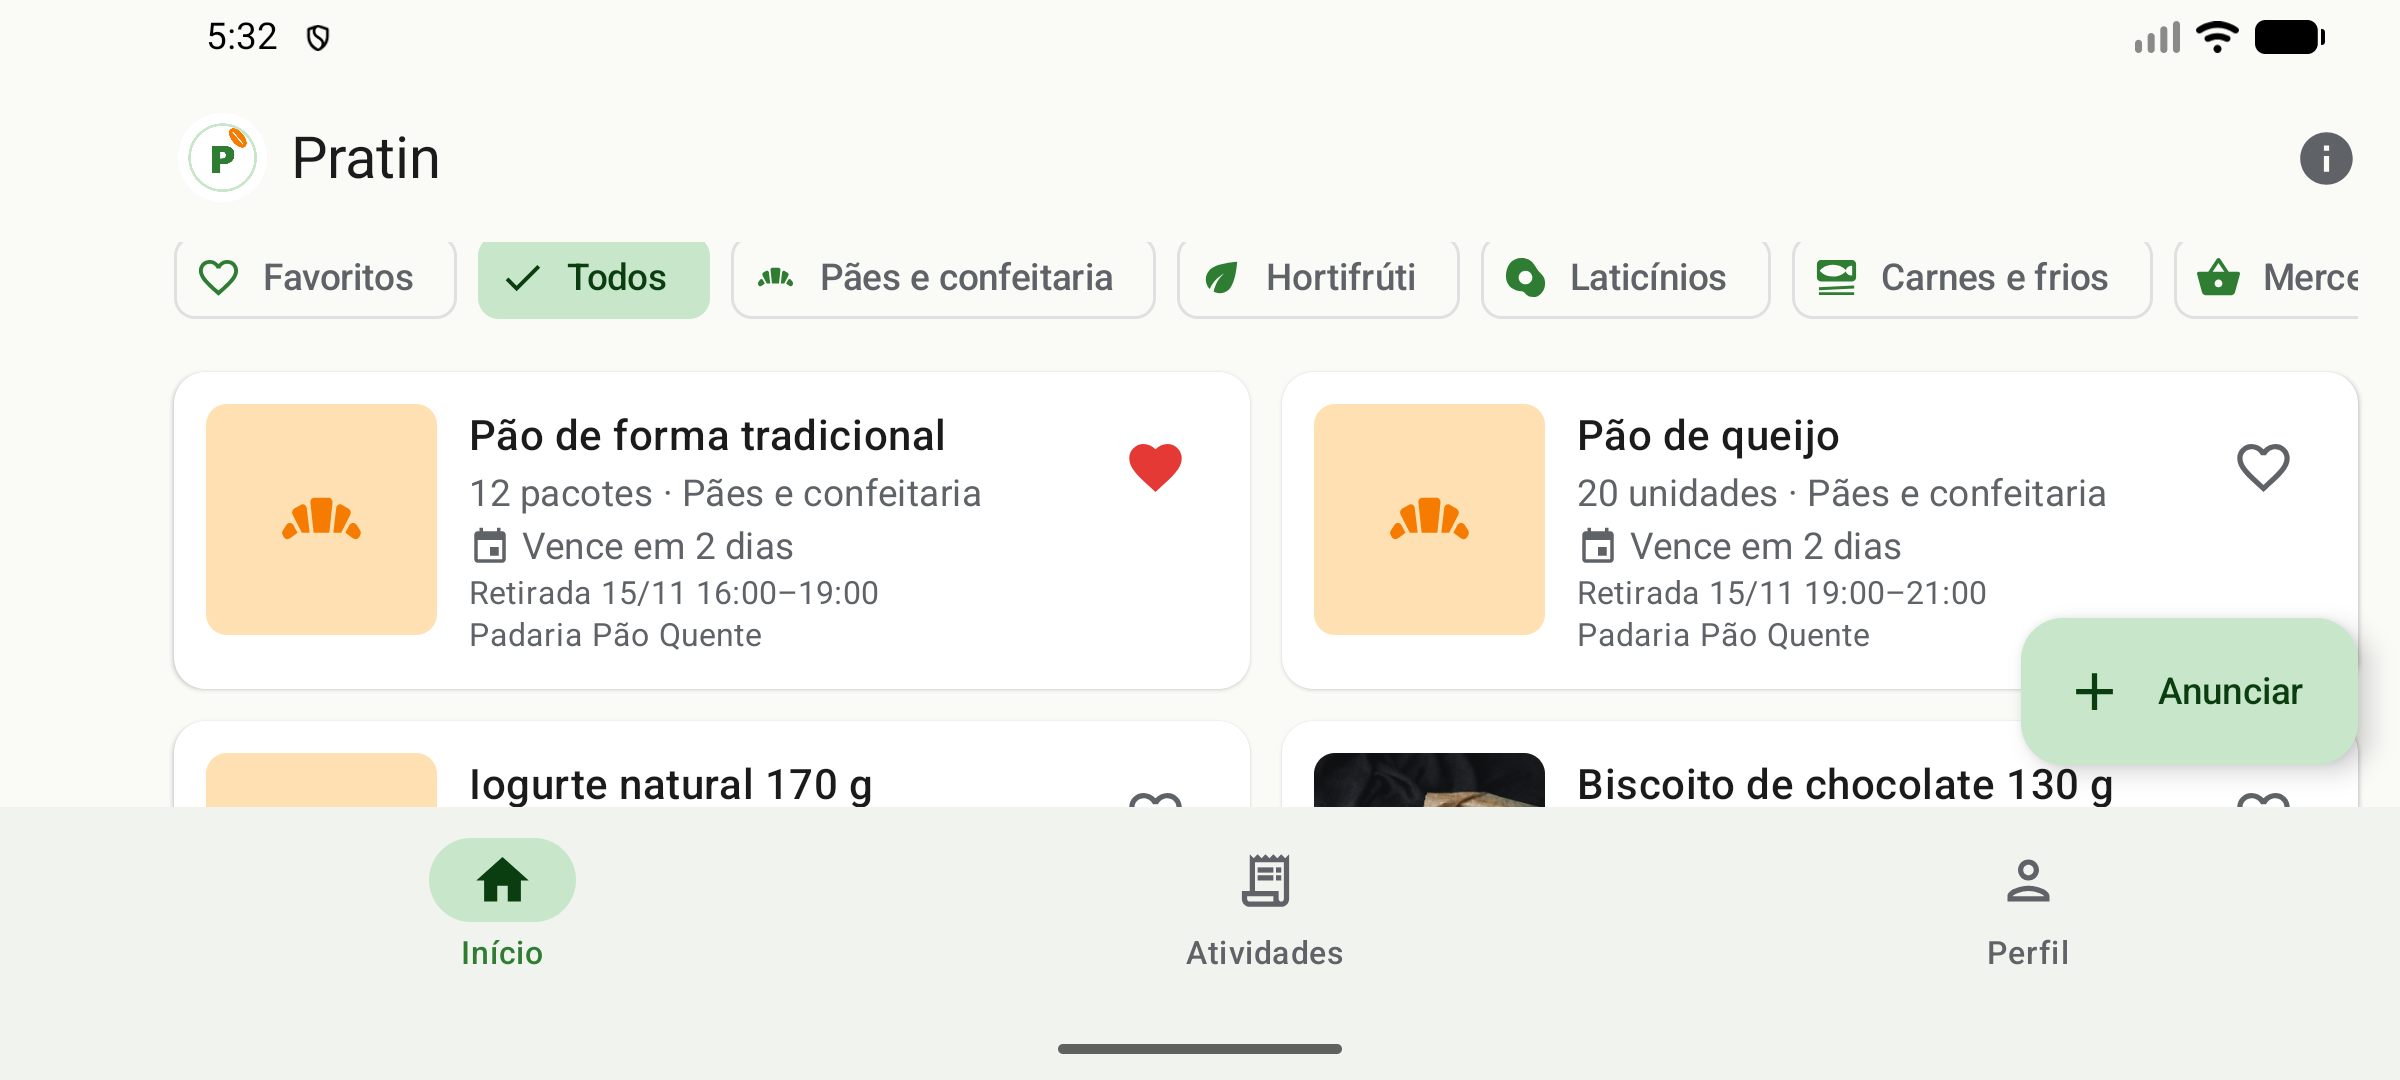 5:32
P
Pratin
Favoritos
Todos
Pães e confeitaria
Hortifrúti
Laticínios
Carnes e frios
Merce
Pão de forma tradicional
12 pacotes · Pães e confeitaria
Vence em 2 dias
Retirada 15/11 16:00–19:00
Padaria Pão Quente
Pão de queijo
20 unidades · Pães e confeitaria
Vence em 2 dias
Retirada 15/11 19:00–21:00
Padaria Pão Quente
Anunciar
Iogurte natural 170 g
Biscoito de chocolate 130 g
Início
Atividades
Perfil